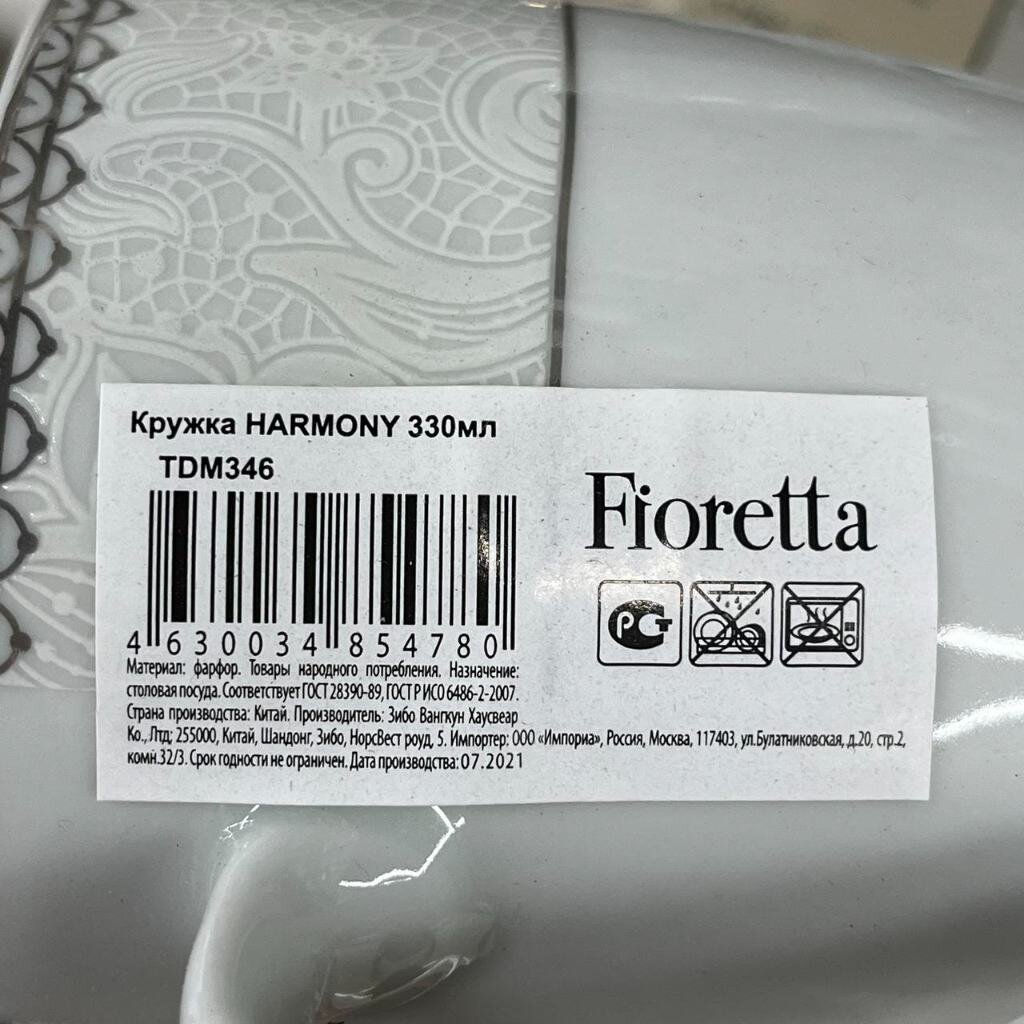 Кружка HARMONY 330мл
TDM346
Fioretta
РСТ
4 630034 854780
Материал: фарфор. Товары народного потребления. Назначение:
столовая посуда. Соответствует ГОСТ 28390-89, ГОСТ Р ИСО 6486-2-2007.
Страна производства: Китай. Производитель: Зибо Вангкун Хаусвеар
Ко., Лтд; 255000, Китай, Шандонг, Зибо, НорсВест роуд, 5. Импортер: ООО «Импориа», Россия, Москва, 117403, ул.Булатниковская, д.20, стр.2,
комн.32/3. Срок годности не ограничен. Дата производства: 07.2021